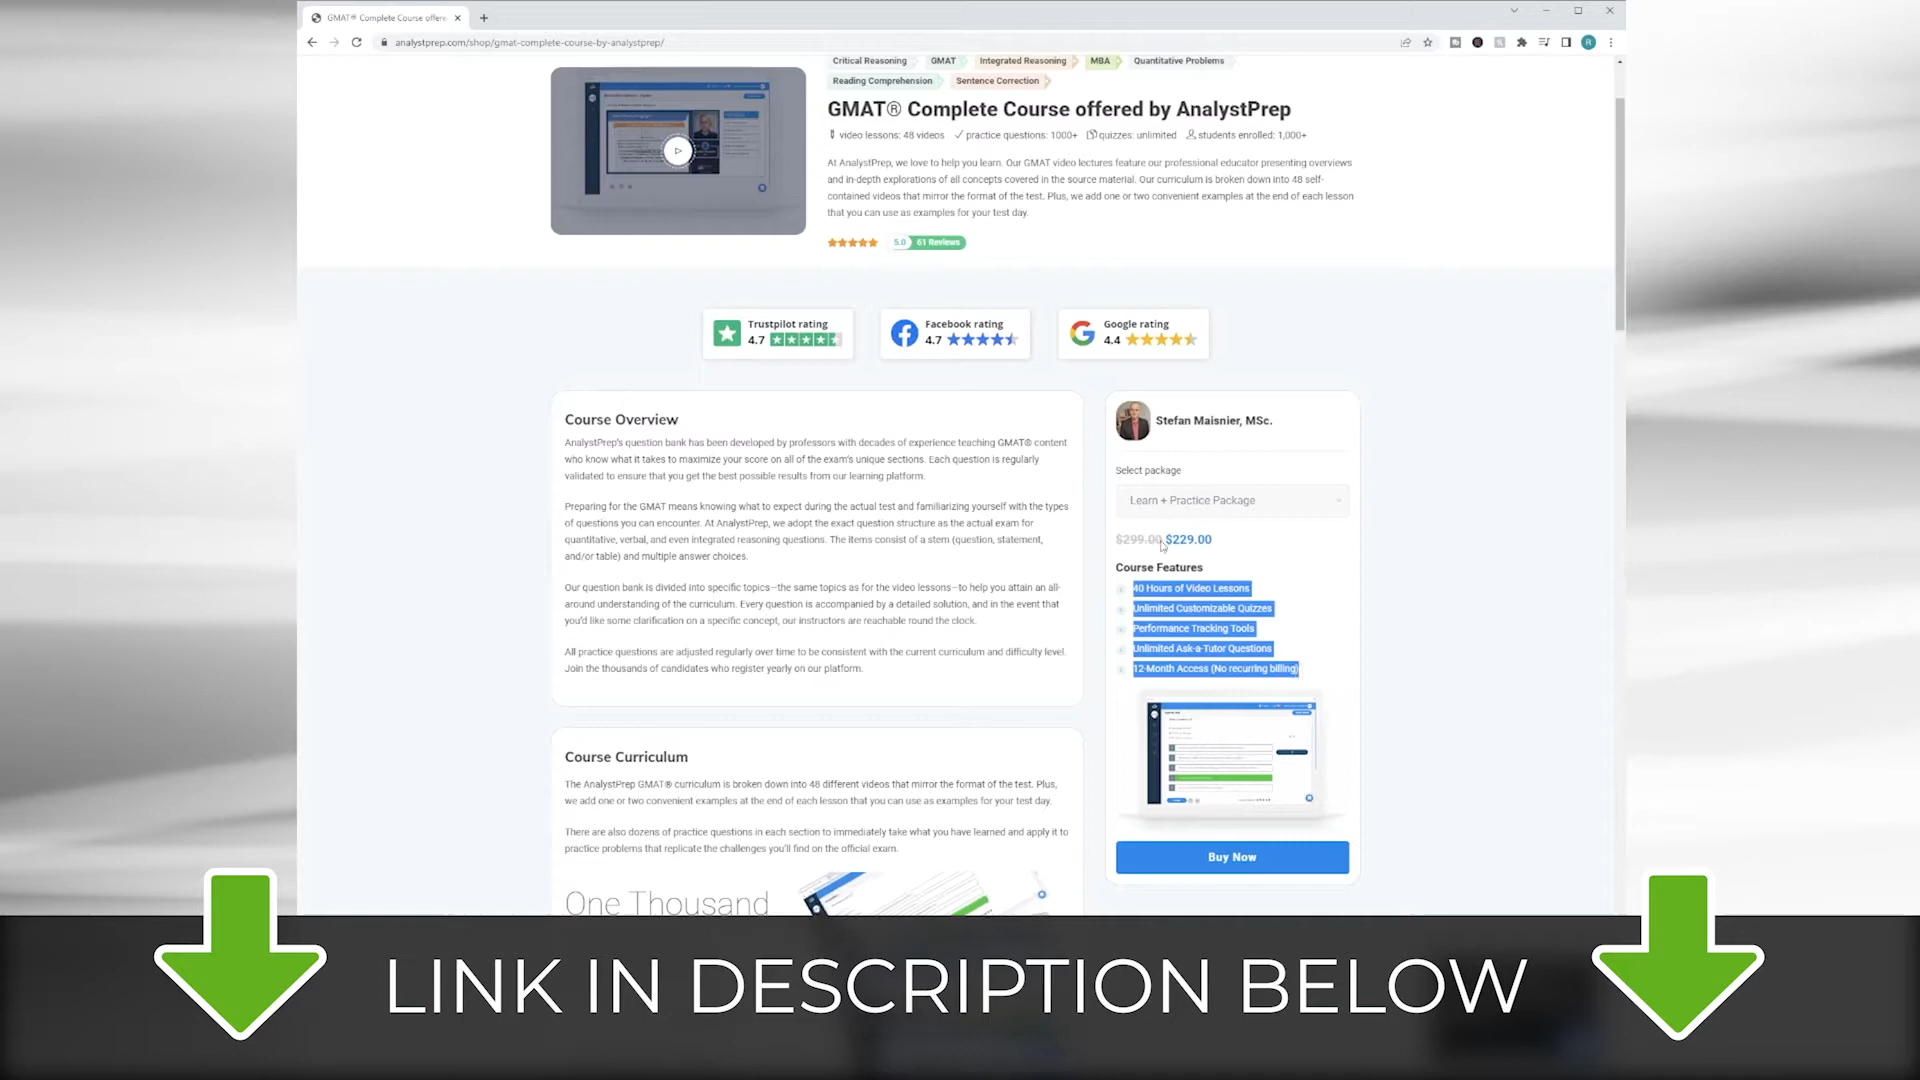 GMAT® Complete Course offere
analystprep.com/shop/gmat-complete-course-by-analystprep/
R
Critical Reasoning
GMAT
Integrated Reasoning
MBA
Quantitative Problems
Reading Comprehension
Sentence Correction
GMAT® Complete Course offered by AnalystPrep
video lessons: 48 videos
practice questions: 1000+
quizzes: unlimited
students enrolled: 1,000+
At AnalystPrep, we love to help you learn. Our GMAT video lectures feature our professional educator presenting overviews
and in-depth explorations of all concepts covered in the source material. Our curriculum is broken down into 48 self-
contained videos that mirror the format of the test. Plus, we add one or two convenient examples at the end of each lesson
that you can use as examples for your test day.
5.0 61 Reviews
Trustpilot rating
4.7
Facebook rating
4.7
Google rating
4.4
Course Overview
AnalystPrep's question bank has been developed by professors with decades of experience teaching GMAT® content
who know what it takes to maximize your score on all of the exam's unique sections. Each question is regularly
validated to ensure that you get the best possible results from our learning platform.
Preparing for the GMAT means knowing what to expect during the actual test and familiarizing yourself with the types
of questions you can encounter. At AnalystPrep, we adopt the exact question structure as the actual exam for
quantitative, verbal, and even integrated reasoning questions. The items consist of a stem (question, statement,
and/or table) and multiple answer choices.
Our question bank is divided into specific topics—the same topics as for the video lessons—to help you attain an all-
around understanding of the curriculum. Every question is accompanied by a detailed solution, and in the event that
you'd like some clarification on a specific concept, our instructors are reachable round the clock.
All practice questions are adjusted regularly over time to be consistent with the current curriculum and difficulty level.
Join the thousands of candidates who register yearly on our platform.
Stefan Maisnier, MSc.
Select package
Learn + Practice Package
$299.00 $229.00
Course Features
40 Hours of Video Lessons
Unlimited Customizable Quizzes
Performance Tracking Tools
Unlimited Ask-a-Tutor Questions
12-Month Access (No recurring billing)
Buy Now
Course Curriculum
The AnalystPrep GMAT® curriculum is broken down into 48 different videos that mirror the format of the test. Plus,
we add one or two convenient examples at the end of each lesson that you can use as examples for your test day.
There are also dozens of practice questions in each section to immediately take what you have learned and apply it to
practice problems that replicate the challenges you'll find on the official exam.
One Thousand
LINK IN DESCRIPTION BELOW